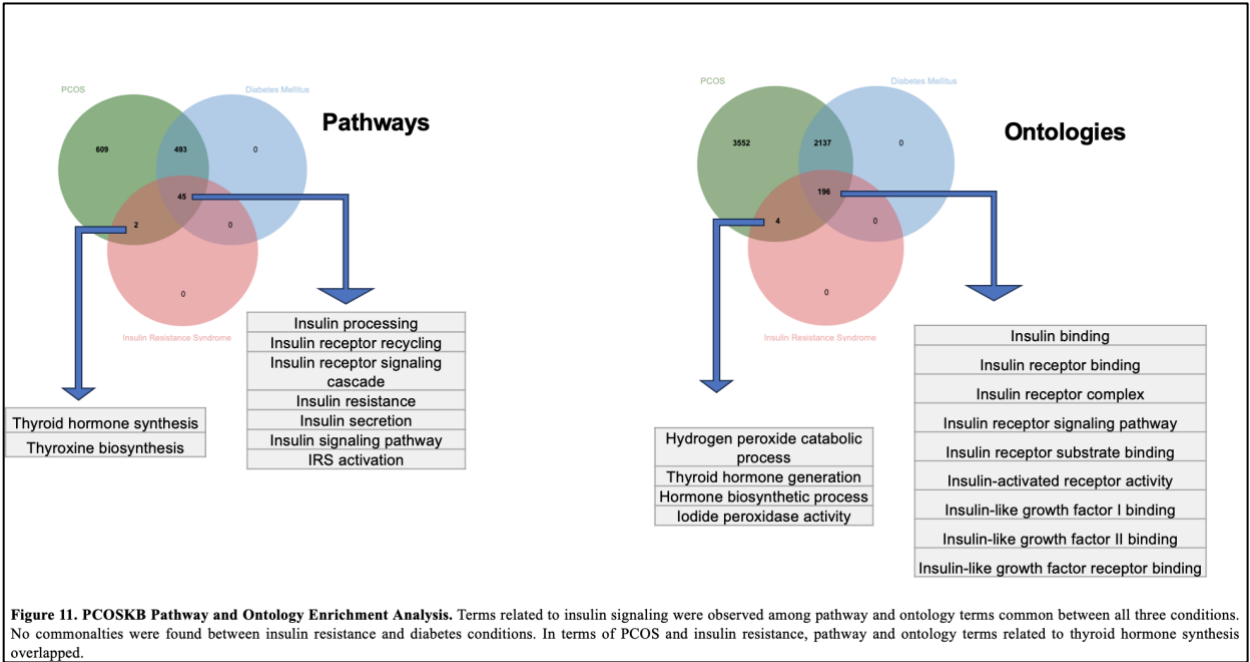 PCOS
Diabetes Mellitus
Pathways
609
493
0
45
2
0
0
Insulin Resistance Syndrome
Insulin processing
Insulin receptor recycling
Insulin receptor signaling
cascade
Insulin resistance
Insulin secretion
Insulin signaling pathway
IRS activation
Thyroid hormone synthesis
Thyroxine biosynthesis
PCOS
Diabetes Mellitus
Ontologies
3552
2137
0
196
4
0
0
Insulin Resistance Syndrome
Insulin binding
Insulin receptor binding
Insulin receptor complex
Insulin receptor signaling pathway
Insulin receptor substrate binding
Insulin-activated receptor activity
Insulin-like growth factor I binding
Insulin-like growth factor II binding
Insulin-like growth factor receptor binding
Hydrogen peroxide catabolic
process
Thyroid hormone generation
Hormone biosynthetic process
Iodide peroxidase activity
Figure 11. PCOSKB Pathway and Ontology Enrichment Analysis. Terms related to insulin signaling were observed among pathway and ontology terms common between all three conditions.
No commonalties were found between insulin resistance and diabetes conditions. In terms of PCOS and insulin resistance, pathway and ontology terms related to thyroid hormone synthesis
overlapped.